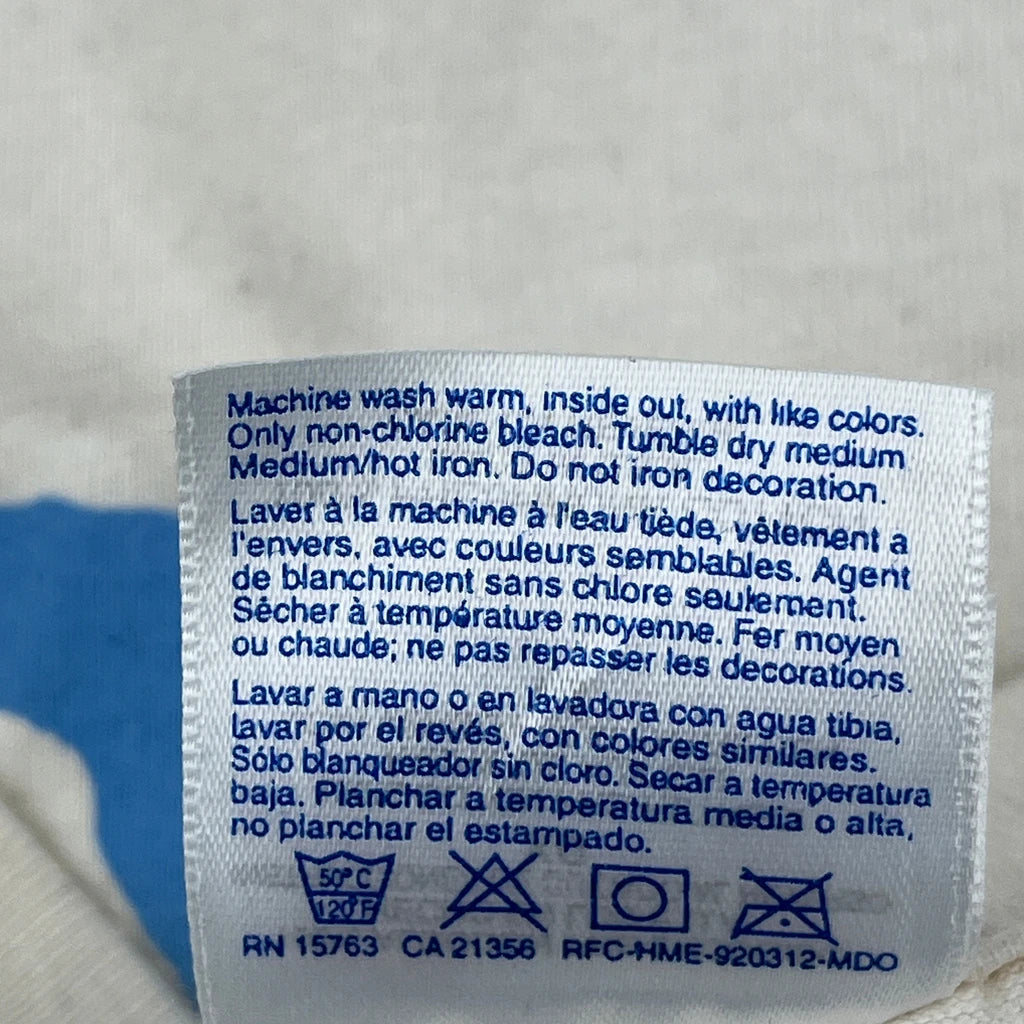 Machine wash warm, inside out, with like colors.
Only non-chlorine bleach. Tumble dry medium
Medium/hot iron. Do not iron decoration.
Laver à la machine à l'eau tiède, vêtement a
l'envers, avec couleurs semblables. Agent
de blanchiment sans chlore seulement.
Sécher à température moyenne. Fer moyen
ou chaude; ne pas repasser les decorations.
Lavar a mano o en lavadora con agua tibia,
lavar por el revés, con colores similares.
Sólo blanqueador sin cloro. Secar a temperatura
baja. Planchar a temperatura media o alta,
no planchar el estampado.
50°C
120°F
RN 15763 CA 21356 RFC-HME-920312-MDO